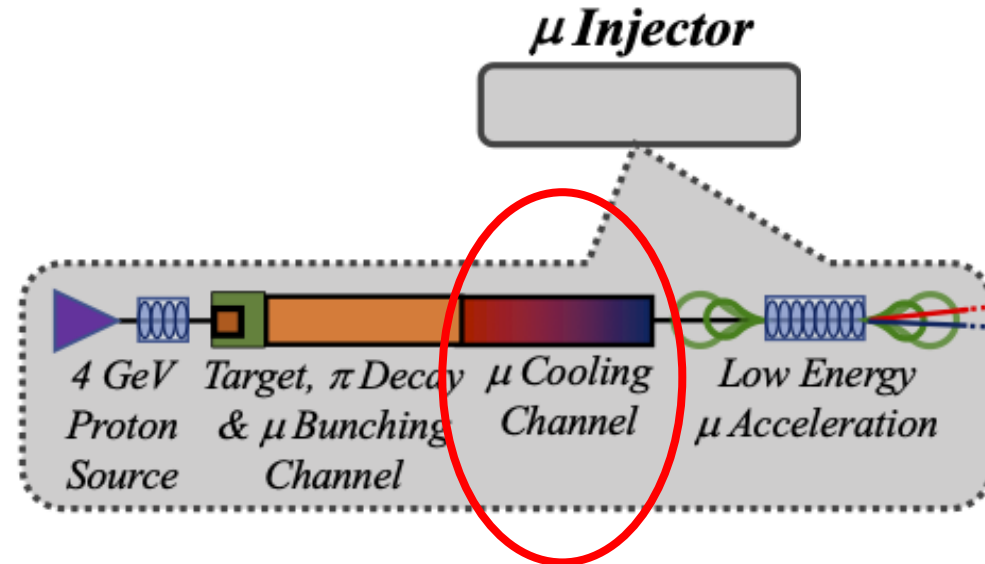 μ Injector
4 GeV
Proton
Source
Target, π Decay
& μ Bunching
Channel
μ Cooling
Channel
Low Energy
μ Acceleration